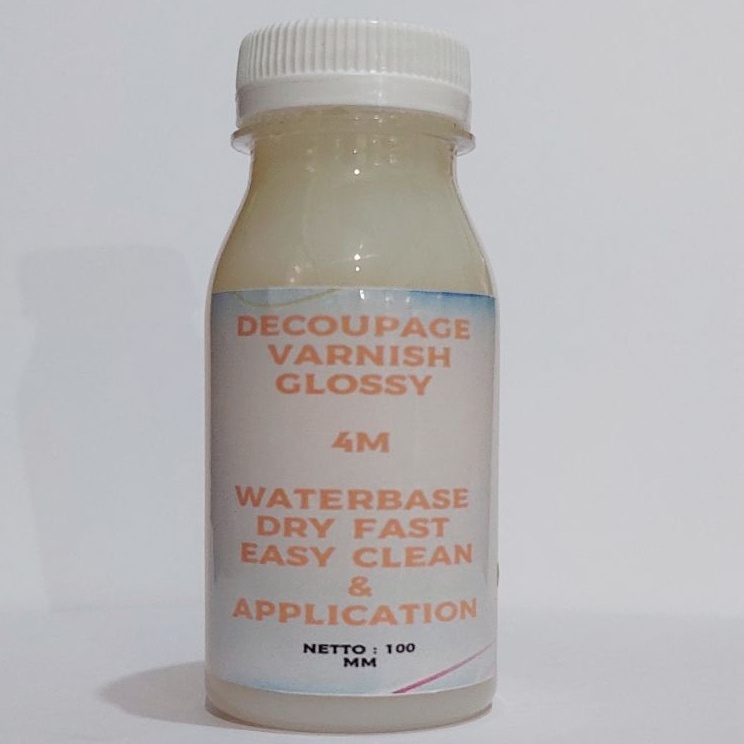 DECOUPAGE
VARNISH
GLOSSY
4M
WATERBASE
DRY FAST
EASY CLEAN
&
APPLICATION
NETTO : 100
MM